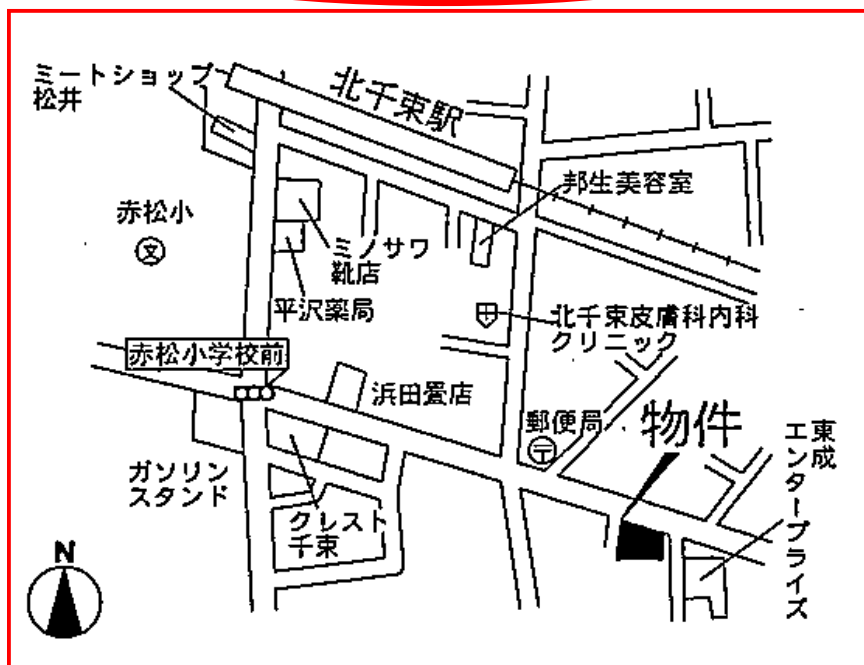 ミートショップ
松井
北千束駅
邦生美容室
赤松小
文
ミノサワ
靴店
平沢薬局
北千束皮膚科内科
クリニック
赤松小学校前
浜田畳店
郵便局
〒
物件
東成
エンタープライズ
ガソリン
スタンド
クレスト
千束
N